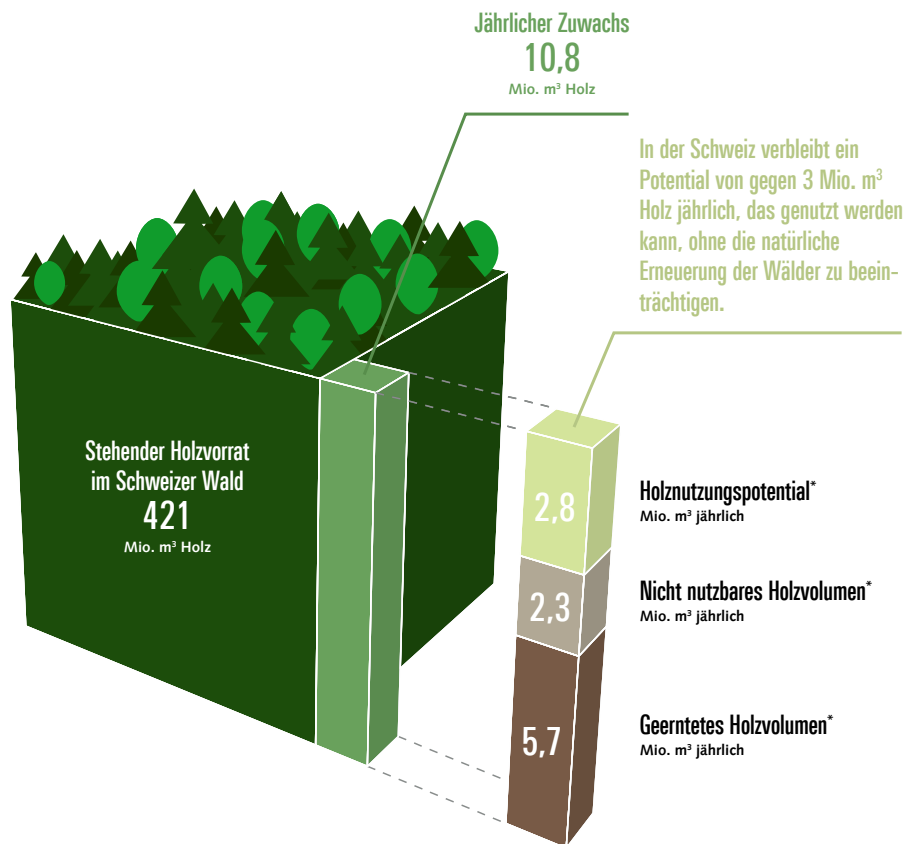 Jährlicher Zuwachs
10,8
Mio. m³ Holz
In der Schweiz verbleibt ein
Potential von gegen 3 Mio. m³
Holz jährlich, das genutzt werden
kann, ohne die natürliche
Erneuerung der Wälder zu beein-
trächtigen.
Stehender Holzvorrat
im Schweizer Wald
421
Mio. m³ Holz
2,8
Holznutzungspotential*
Mio. m³ jährlich
2,3
Nicht nutzbares Holzvolumen*
Mio. m³ jährlich
5,7
Geerntetes Holzvolumen*
Mio. m³ jährlich